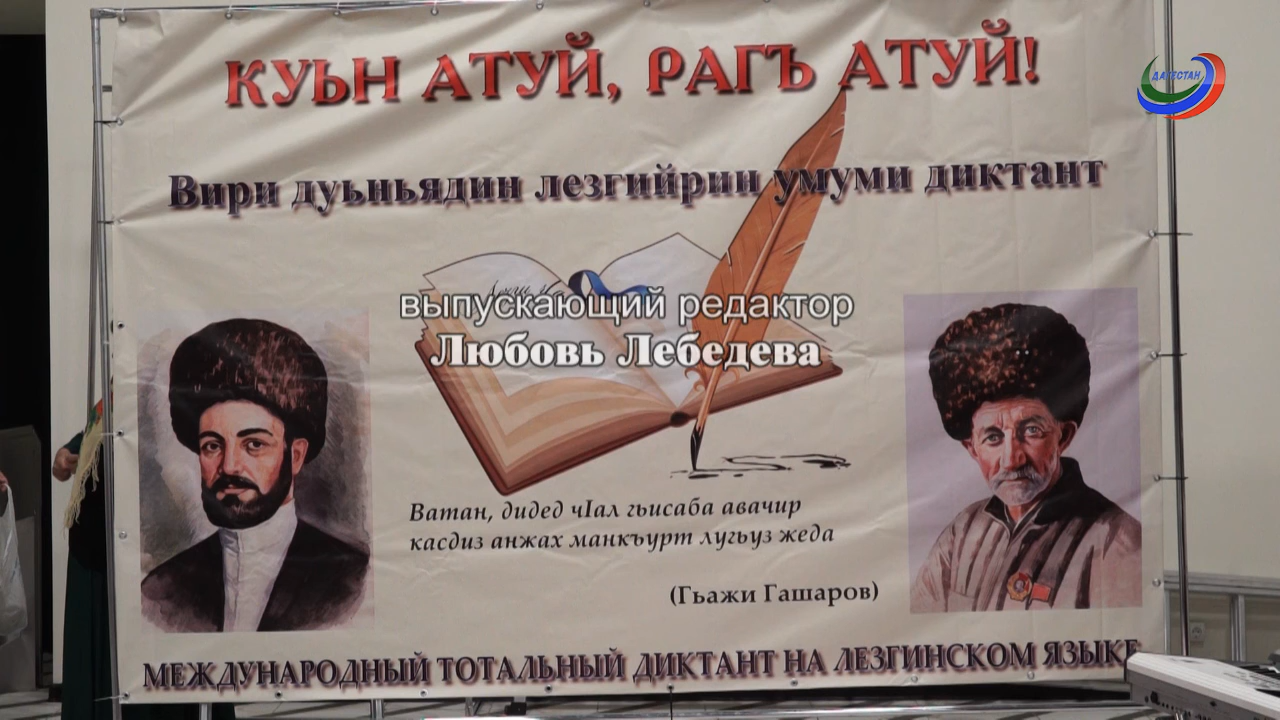 КУЬН АТУЙ, РАГЪ АТУЙ!
ДАГЕСТАН
Вири дуьньядин лезгийрин умуми диктант
выпускающий редактор
Любовь Лебедева
Ватан, дидед чIал гьисаба авачир
касдиз анжах манкъурт лугьуз жеда
(Гьажи Гашаров)
МЕЖДУНАРОДНЫЙ ТОТАЛЬНЫЙ ДИКТАНТ НА ЛЕЗГИНСКОМ ЯЗЫКЕ